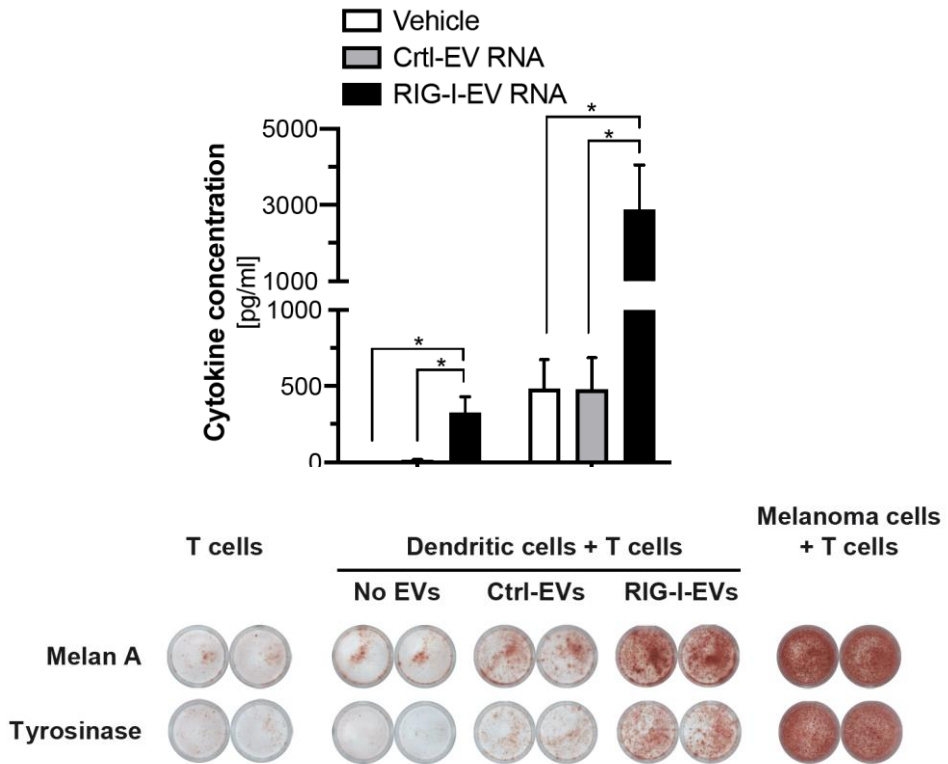 Vehicle
Crtl-EV RNA
RIG-I-EV RNA
Cytokine concentration
[pg/ml]
5000
3000
1000
1000
500
0
*
*
*
*
T cells
Dendritic cells + T cells
Melanoma cells
+ T cells
No EVs
Ctrl-EVs
RIG-I-EVs
Melan A
Tyrosinase